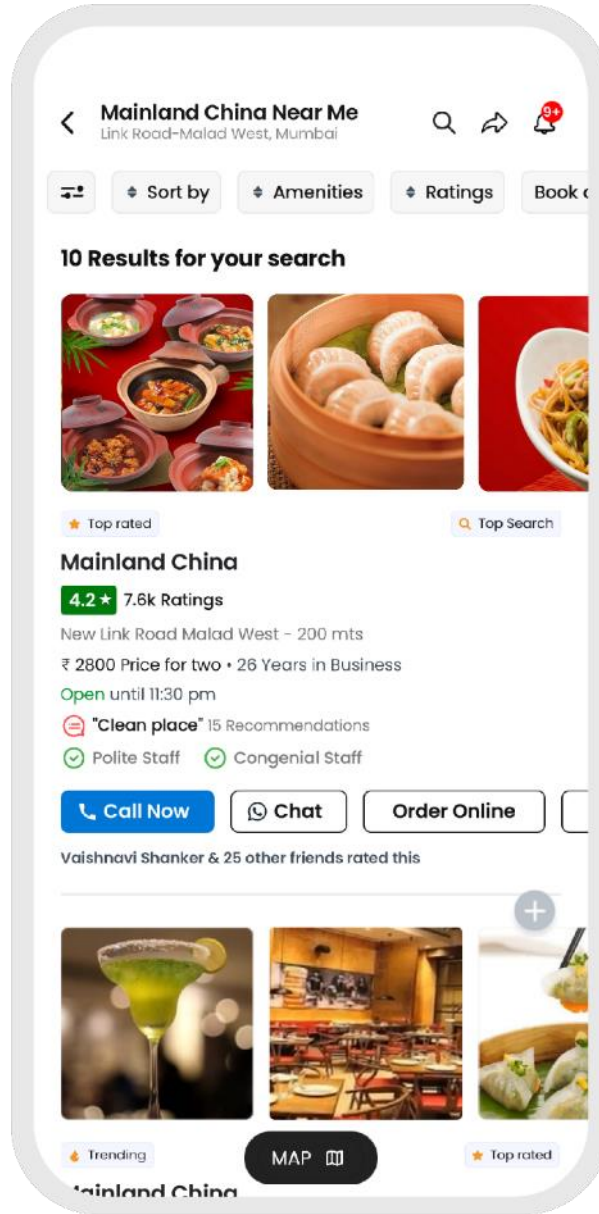 Mainland China Near Me
Link Road-Malad West, Mumbai
9+
Sort by
Amenities
Ratings
Book
10 Results for your search
Top rated
Top Search
Mainland China
4.2 ★ 7.6k Ratings
New Link Road Malad West - 200 mts
₹ 2800 Price for two • 26 Years in Business
Open until 11:30 pm
"Clean place" 15 Recommendations
Polite Staff
Congenial Staff
Call Now
Chat
Order Online
Vaishnavi Shanker & 25 other friends rated this
Trending
MAP
Top rated
Mainland China